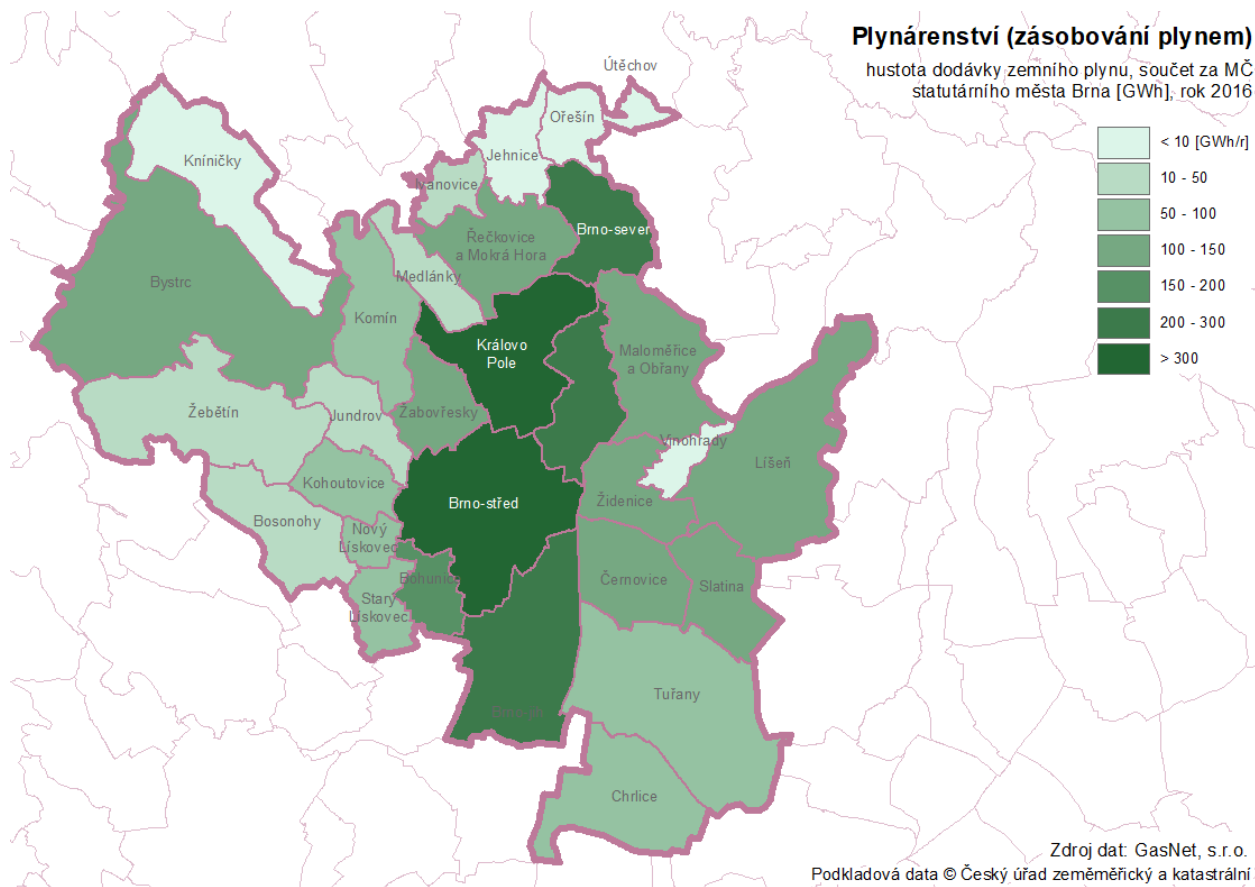 Plynárenství (zásobování plynem)
hustota dodávky zemního plynu, součet za MČ
statutárního města Brna [GWh], rok 2016
< 10 [GWh/r]
10 - 50
50 - 100
100 - 150
150 - 200
200 - 300
> 300
Útěchov
Ořešín
Jehnice
Kníničky
Ivanovice
Brno-sever
Řečkovice
a Mokrá Hora
Medlánky
Bystrc
Komín
Královo
Pole
Maloměřice
a Obřany
Žebětín
Jundrov
Žabovřesky
Vinohrady
Líšeň
Kohoutovice
Brno-střed
Židenice
Bosonohy
Nový
Lískovec
Bohunice
Černovice
Slatina
Starý
Lískovec
Tuřany
Brno-jih
Chrlice
Zdroj dat: GasNet, s.r.o.
Podkladová data © Český úřad zeměměřický a katastrální